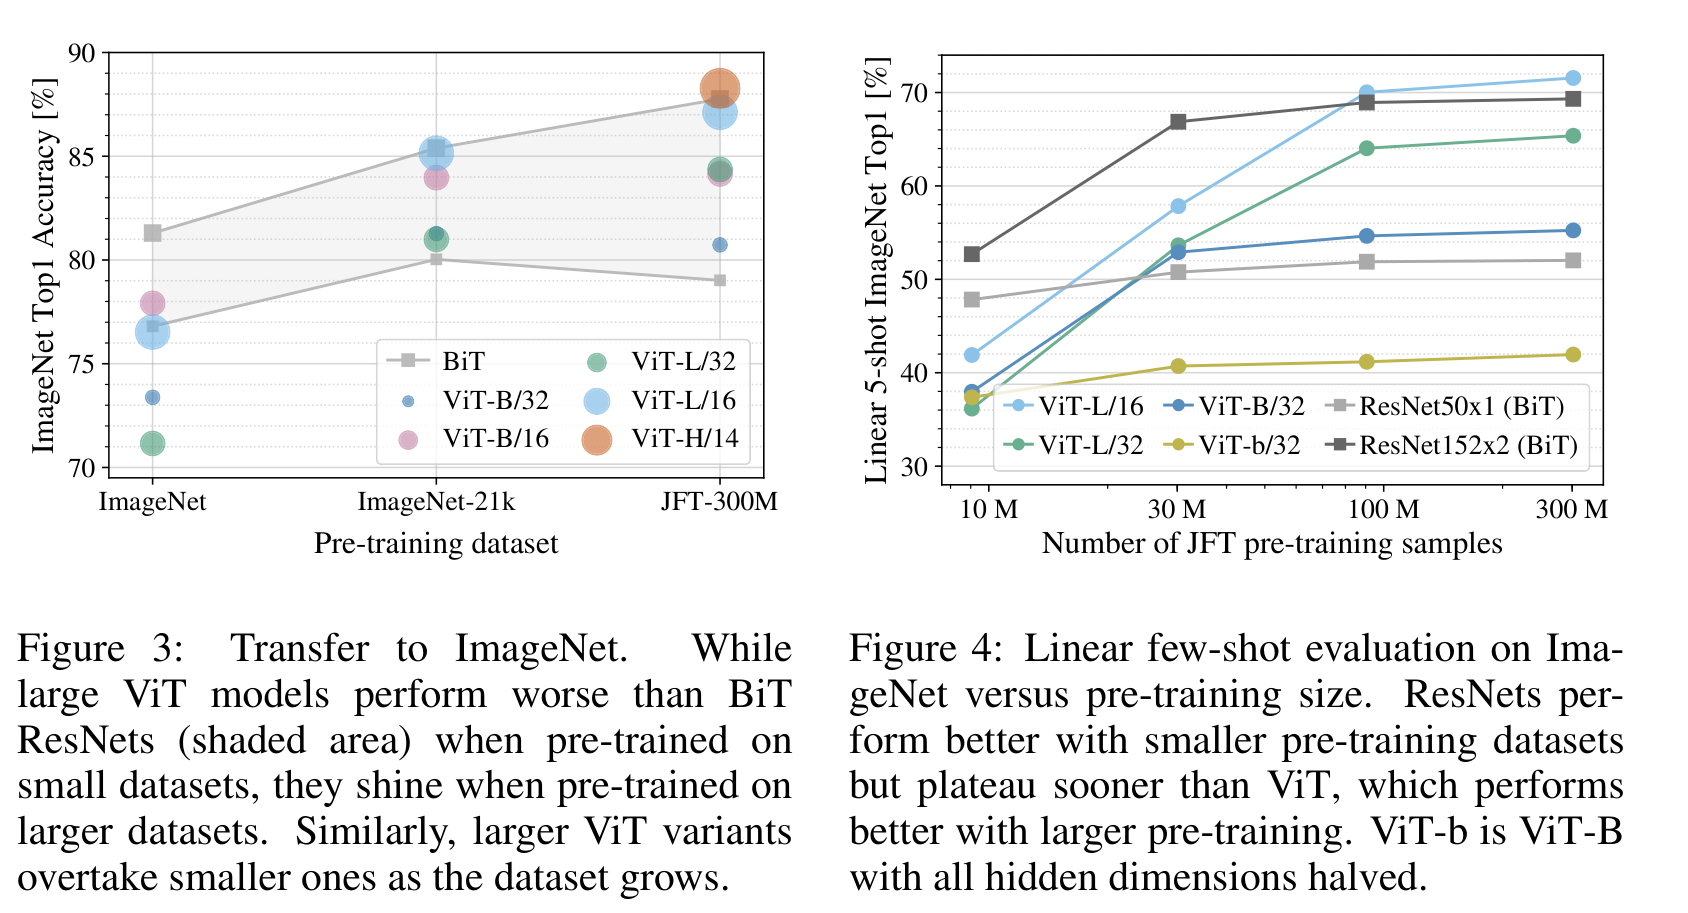 90
85
80
75
70
ImageNet Top1 Accuracy [%]
BiT
ViT-B/32
ViT-B/16
ViT-L/32
ViT-L/16
ViT-H/14
ImageNet
ImageNet-21k
JFT-300M
Pre-training dataset
Figure 3: Transfer to ImageNet. While
large ViT models perform worse than BiT
ResNets (shaded area) when pre-trained on
small datasets, they shine when pre-trained on
larger datasets. Similarly, larger ViT variants
overtake smaller ones as the dataset grows.
70
60
50
40
30
Linear 5-shot ImageNet Top1 [%]
ViT-L/16
ViT-L/32
ViT-B/32
ViT-b/32
ResNet50x1 (BiT)
ResNet152x2 (BiT)
10 M
30 M
100 M
300 M
Number of JFT pre-training samples
Figure 4: Linear few-shot evaluation on Ima-
geNet versus pre-training size. ResNets per-
form better with smaller pre-training datasets
but plateau sooner than ViT, which performs
better with larger pre-training. ViT-b is ViT-B
with all hidden dimensions halved.